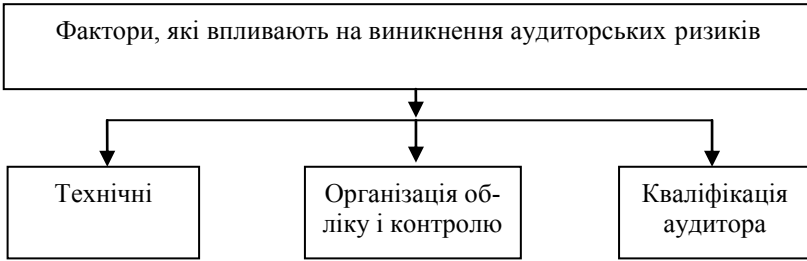 Фактори, які впливають на виникнення аудиторських ризиків
Технічні
Організація об-
ліку і контролю
Кваліфікація
аудитора